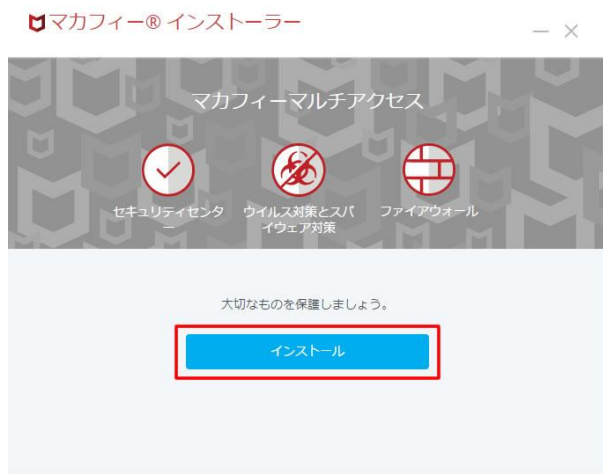 マカフィー® インストーラー
マカフィーマルチアクセス
セキュリティセンタ
ー
ウイルス対策とスパ
イウェア対策
ファイアウォール
大切なものを保護しましょう。
インストール